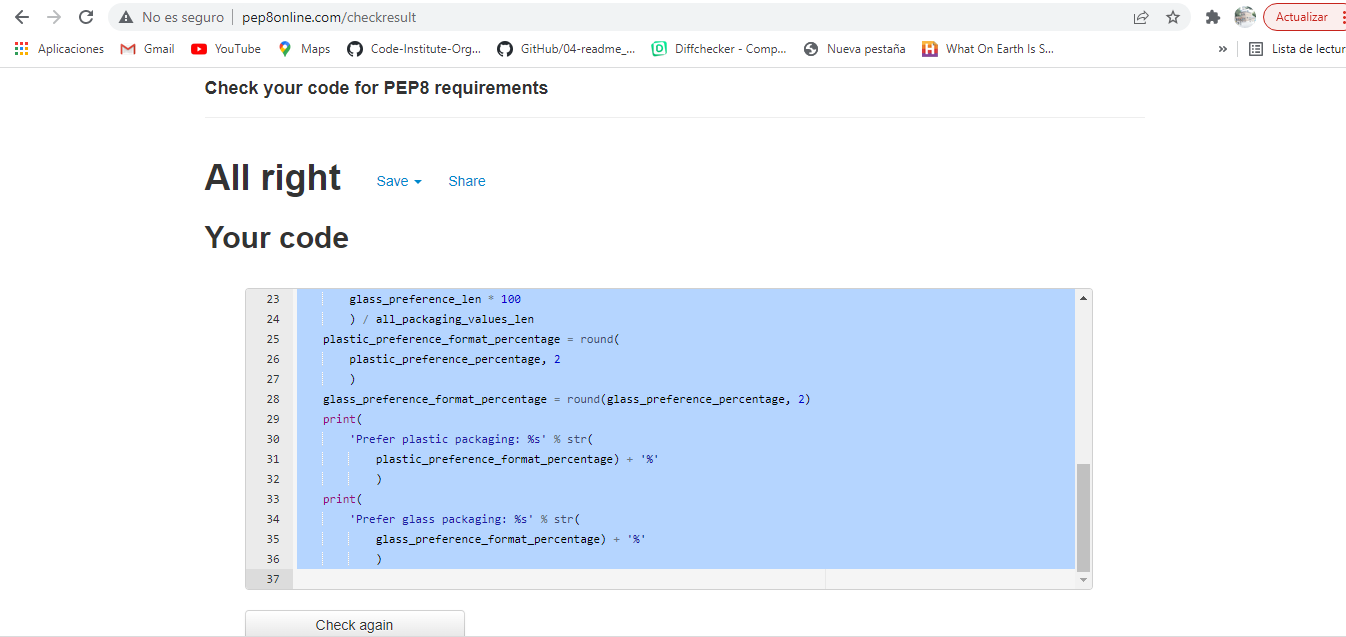 No es seguro | pep8online.com/checkresult Actualizar
Aplicaciones Gmail YouTube Maps Code-Institute-Org... GitHub/04-readme_... Diffchecker - Comp... Nueva pestaña What On Earth Is S... » Lista de lectur
Check your code for PEP8 requirements
All right Save Share
Your code
23 glass_preference_len * 100
24 ) / all_packaging_values_len
25 plastic_preference_format_percentage = round(
26 plastic_preference_percentage, 2
27 )
28 glass_preference_format_percentage = round(glass_preference_percentage, 2)
29 print(
30 'Prefer plastic packaging: %s' % str(
31 plastic_preference_format_percentage) + '%'
32 )
33 print(
34 'Prefer glass packaging: %s' % str(
35 glass_preference_format_percentage) + '%'
36 )
37
Check again